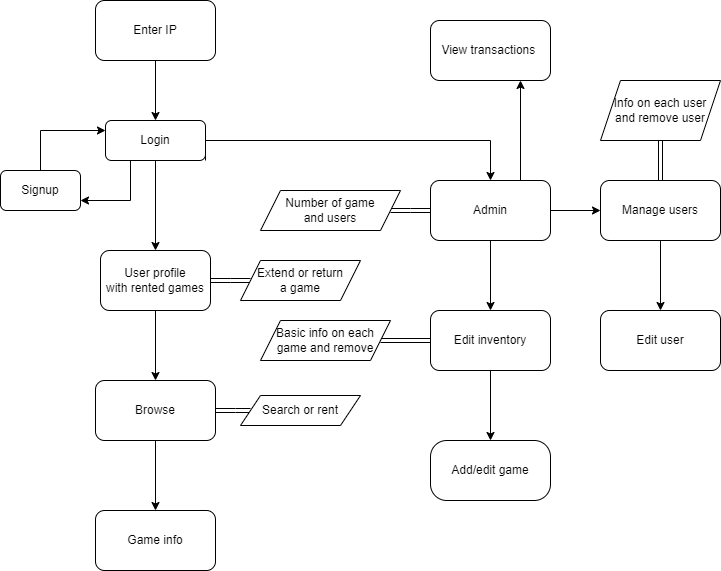 Enter IP
View transactions
Info on each user
and remove user
Login
Signup
Number of game
and users
Admin
Manage users
User profile
with rented games
Extend or return
a game
Basic info on each
game and remove
Edit inventory
Edit user
Browse
Search or rent
Add/edit game
Game info